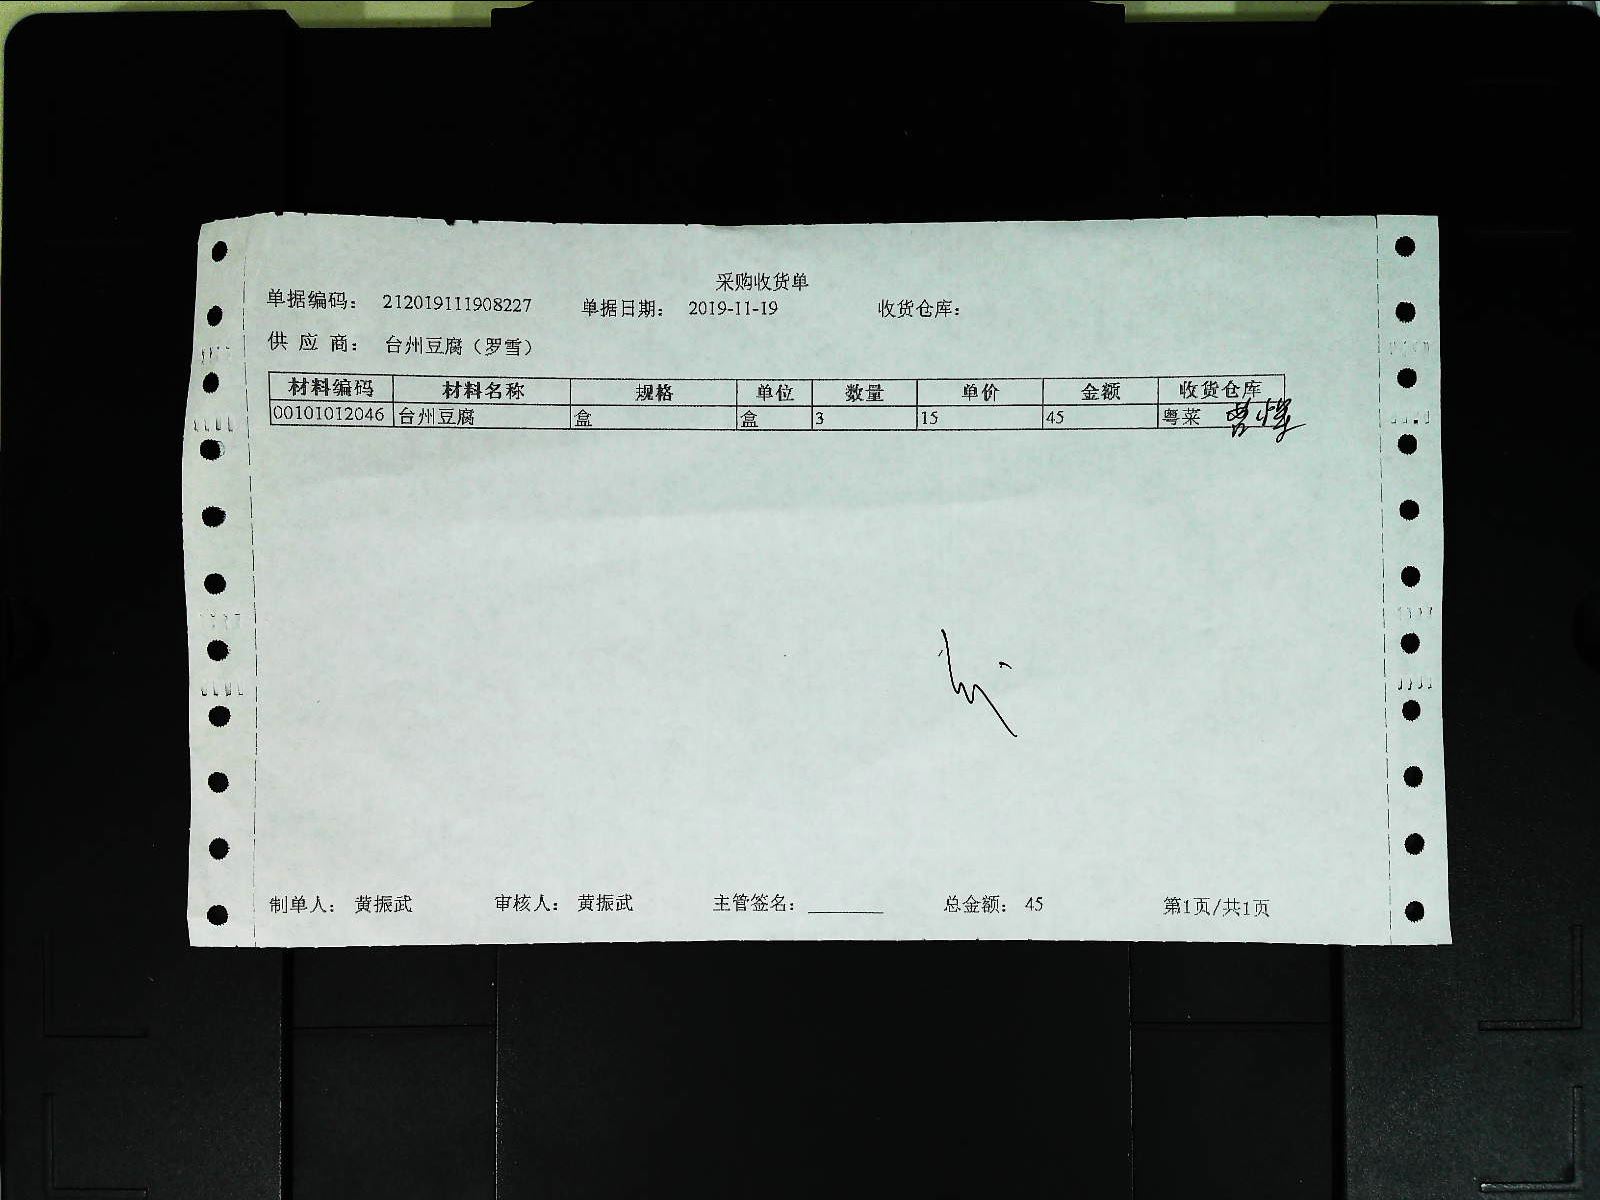 采购收货单
单据编码： 212019111908227 单据日期： 2019-11-19 收货仓库：
供 应 商： 台州豆腐（罗雪）
材料编码 材料名称 规格 单位 数量 单价 金额 收货仓库
00101012046 台州豆腐 盒 盒 3 15 45 粤菜
制单人： 黄振武 审核人： 黄振武 主管签名：________ 总金额： 45 第1页/共1页